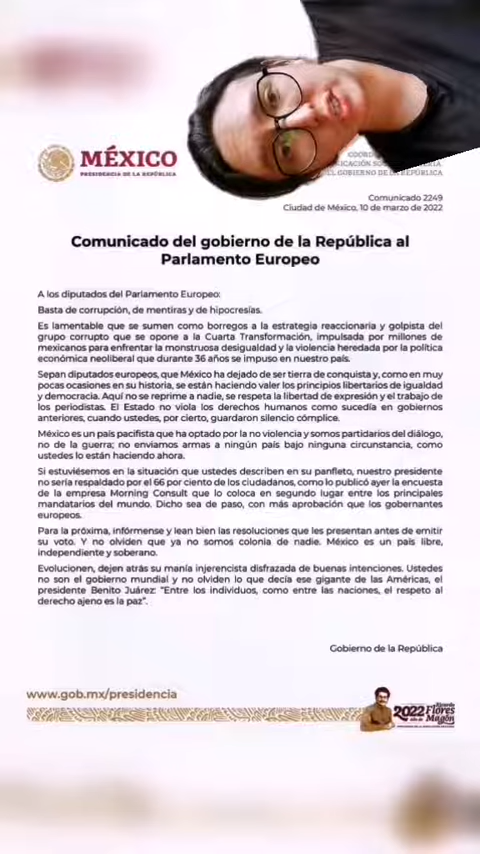 MÉXICO
PRESIDENCIA DE LA REPÚBLICA
GOBIERNO DE
Comunicado 2249
Ciudad de México, 10 de marzo de 2022
Comunicado del gobierno de la República al
Parlamento Europeo
A los diputados del Parlamento Europeo:
Basta de corrupción, de mentiras y de hipocresías.
Es lamentable que se sumen como borregos a la estrategia reaccionaria y golpista del
grupo corrupto que se opone a la Cuarta Transformación, impulsada por millones de
mexicanos para enfrentar la monstruosa desigualdad y la violencia heredada por la política
económica neoliberal que durante 36 años se impuso en nuestro país.
Sepan diputados europeos, que México ha dejado de ser tierra de conquista y, como en muy
pocas ocasiones en su historia, se están haciendo valer los principios libertarios de igualdad
y democracia. Aquí no se reprime a nadie, se respeta la libertad de expresión y el trabajo de
los periodistas. El Estado no viola los derechos humanos como sucedía en gobiernos
anteriores, cuando ustedes, por cierto, guardaron silencio cómplice.
México es un país pacifista que ha optado por la no violencia y somos partidarios del diálogo,
no de la guerra; no enviamos armas a ningún país bajo ninguna circunstancia, como
ustedes lo están haciendo ahora.
Si estuviésemos en la situación que ustedes describen en su panfleto, nuestro presidente
no sería respaldado por el 66 por ciento de los ciudadanos, como lo publicó ayer la encuesta
de la empresa Morning Consult que lo coloca en segundo lugar entre los principales
mandatarios del mundo. Dicho sea de paso, con más aprobación que los gobernantes
europeos.
Para la próxima, infórmense y lean bien las resoluciones que les presentan antes de emitir
su voto. Y no olviden que ya no somos colonia de nadie. México es un país libre,
independiente y soberano.
Evolucionen, dejen atrás su manía injerencista disfrazada de buenas intenciones. Ustedes
no son el gobierno mundial y no olviden lo que decía ese gigante de las Américas, el
presidente Benito Juárez: "Entre los individuos, como entre las naciones, el respeto al
derecho ajeno es la paz".
Gobierno de la República
www.gob.mx/presidencia
2022 Flores
Magón